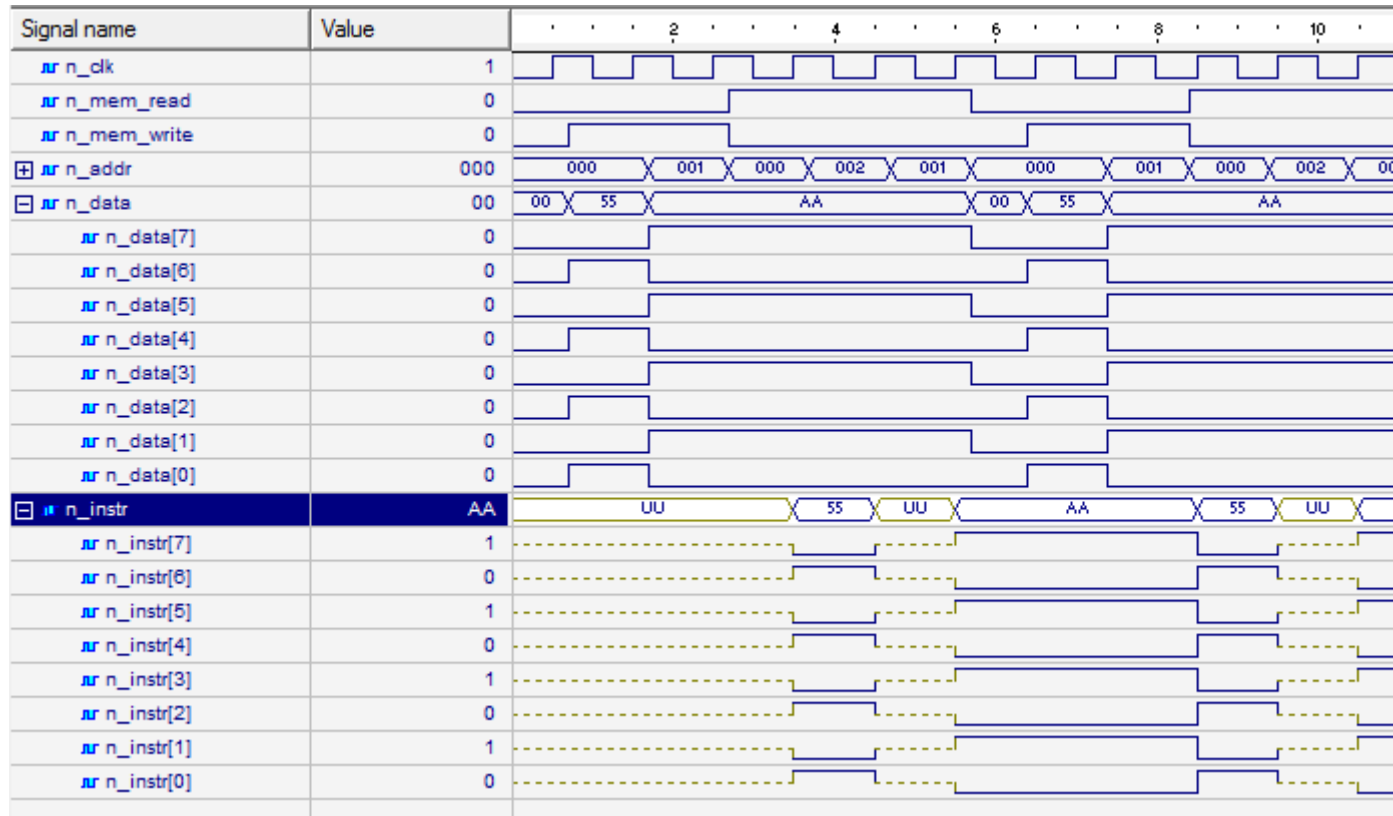 Signal name Value 2 4 6 8 10
n_clk 1
n_mem_read 0
n_mem_write 0
n_addr 000 000 001 000 002 001 000 001 000 002 00
n_data 00 00 55 AA 00 55 AA
n_data[7] 0
n_data[6] 0
n_data[5] 0
n_data[4] 0
n_data[3] 0
n_data[2] 0
n_data[1] 0
n_data[0] 0
n_instr AA UU 55 UU AA 55 UU
n_instr[7] 1
n_instr[6] 0
n_instr[5] 1
n_instr[4] 0
n_instr[3] 1
n_instr[2] 0
n_instr[1] 1
n_instr[0] 0